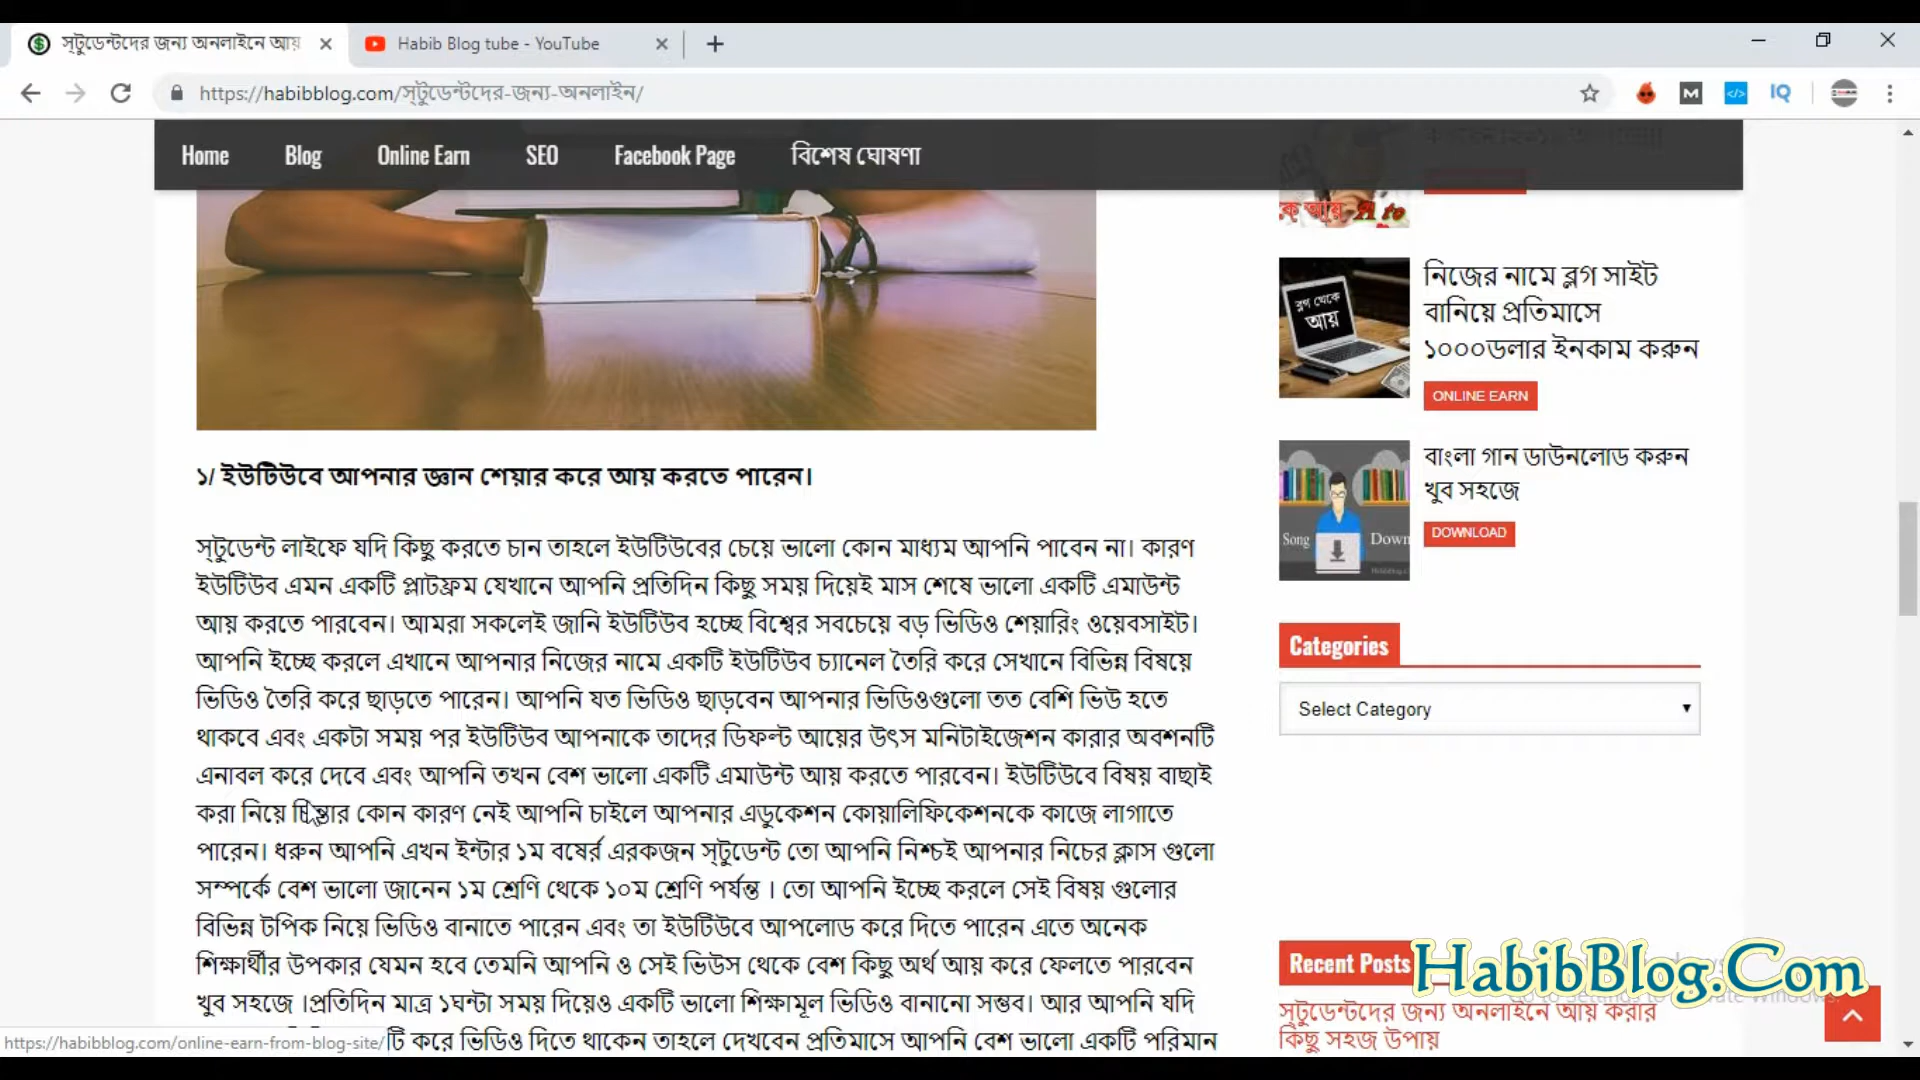 স্টুডেন্টদের জন্য অনলাইনে আয়
Habib Blog tube - YouTube
https://habibblog.com/স্টুডেন্টদের-জন্য-অনলাইন/
Home Blog Online Earn SEO Facebook Page বিশেষ ঘোষণা
কে আয় A to
ব্লগ থেকে
আয়
নিজের নামে ব্লগ সাইট
বানিয়ে প্রতিমাসে
১০০০ডলার ইনকাম করুন
ONLINE EARN
Song Down
বাংলা গান ডাউনলোড করুন
খুব সহজে
DOWNLOAD
১/ ইউটিউবে আপনার জ্ঞান শেয়ার করে আয় করতে পারেন।
স্টুডেন্ট লাইফে যদি কিছু করতে চান তাহলে ইউটিউবের চেয়ে ভালো কোন মাধ্যম আপনি পাবেন না। কারণ
ইউটিউব এমন একটি প্লাটফ্রম যেখানে আপনি প্রতিদিন কিছু সময় দিয়েই মাস শেষে ভালো একটি এমাউন্ট
আয় করতে পারবেন। আমরা সকলেই জানি ইউটিউব হচ্ছে বিশ্বের সবচেয়ে বড় ভিডিও শেয়ারিং ওয়েবসাইট।
আপনি ইচ্ছে করলে এখানে আপনার নিজের নামে একটি ইউটিউব চ্যানেল তৈরি করে সেখানে বিভিন্ন বিষয়ে
ভিডিও তৈরি করে ছাড়তে পারেন। আপনি যত ভিডিও ছাড়বেন আপনার ভিডিওগুলো তত বেশি ভিউ হতে
থাকবে এবং একটা সময় পর ইউটিউব আপনাকে তাদের ডিফল্ট আয়ের উৎস মনিটাইজেশন কারার অবশনটি
এনাবল করে দেবে এবং আপনি তখন বেশ ভালো একটি এমাউন্ট আয় করতে পারবেন। ইউটিউবে বিষয় বাছাই
করা নিয়ে চিন্তার কোন কারণ নেই আপনি চাইলে আপনার এডুকেশন কোয়ালিফিকেশনকে কাজে লাগাতে
পারেন। ধরুন আপনি এখন ইন্টার ১ম বষের্র এরকজন স্টুডেন্ট তো আপনি নিশ্চই আপনার নিচের ক্লাস গুলো
সম্পর্কে বেশ ভালো জানেন ১ম শ্রেণি থেকে ১০ম শ্রেণি পর্যন্ত । তো আপনি ইচ্ছে করলে সেই বিষয় গুলোর
বিভিন্ন টপিক নিয়ে ভিডিও বানাতে পারেন এবং তা ইউটিউবে আপলোড করে দিতে পারেন এতে অনেক
শিক্ষার্থীর উপকার যেমন হবে তেমনি আপনি ও সেই ভিউস থেকে বেশ কিছু অর্থ আয় করে ফেলতে পারবেন
খুব সহজে ।প্রতিদিন মাত্র ১ঘন্টা সময় দিয়েও একটি ভালো শিক্ষামূল ভিডিও বানানো সম্ভব। আর আপনি যদি
টি করে ভিডিও দিতে থাকেন তাহলে দেখবেন প্রতিমাসে আপনি বেশ ভালো একটি পরিমান
https://habibblog.com/online-earn-from-blog-site/
Categories
Select Category
Recent Posts
HabibBlog.Com
স্টুডেন্টদের জন্য অনলাইনে আয় করার
কিছু সহজ উপায়